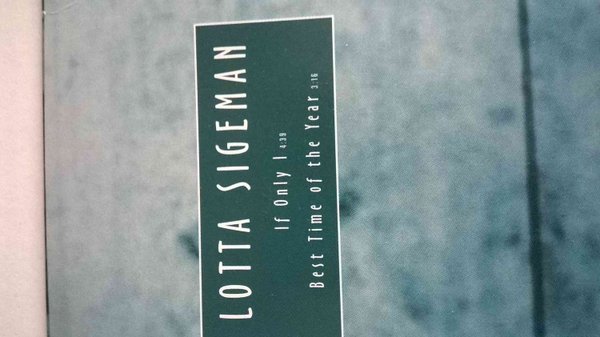 LOTTA SIGEMAN
If Only I 4:39
Best Time of the Year 3:16